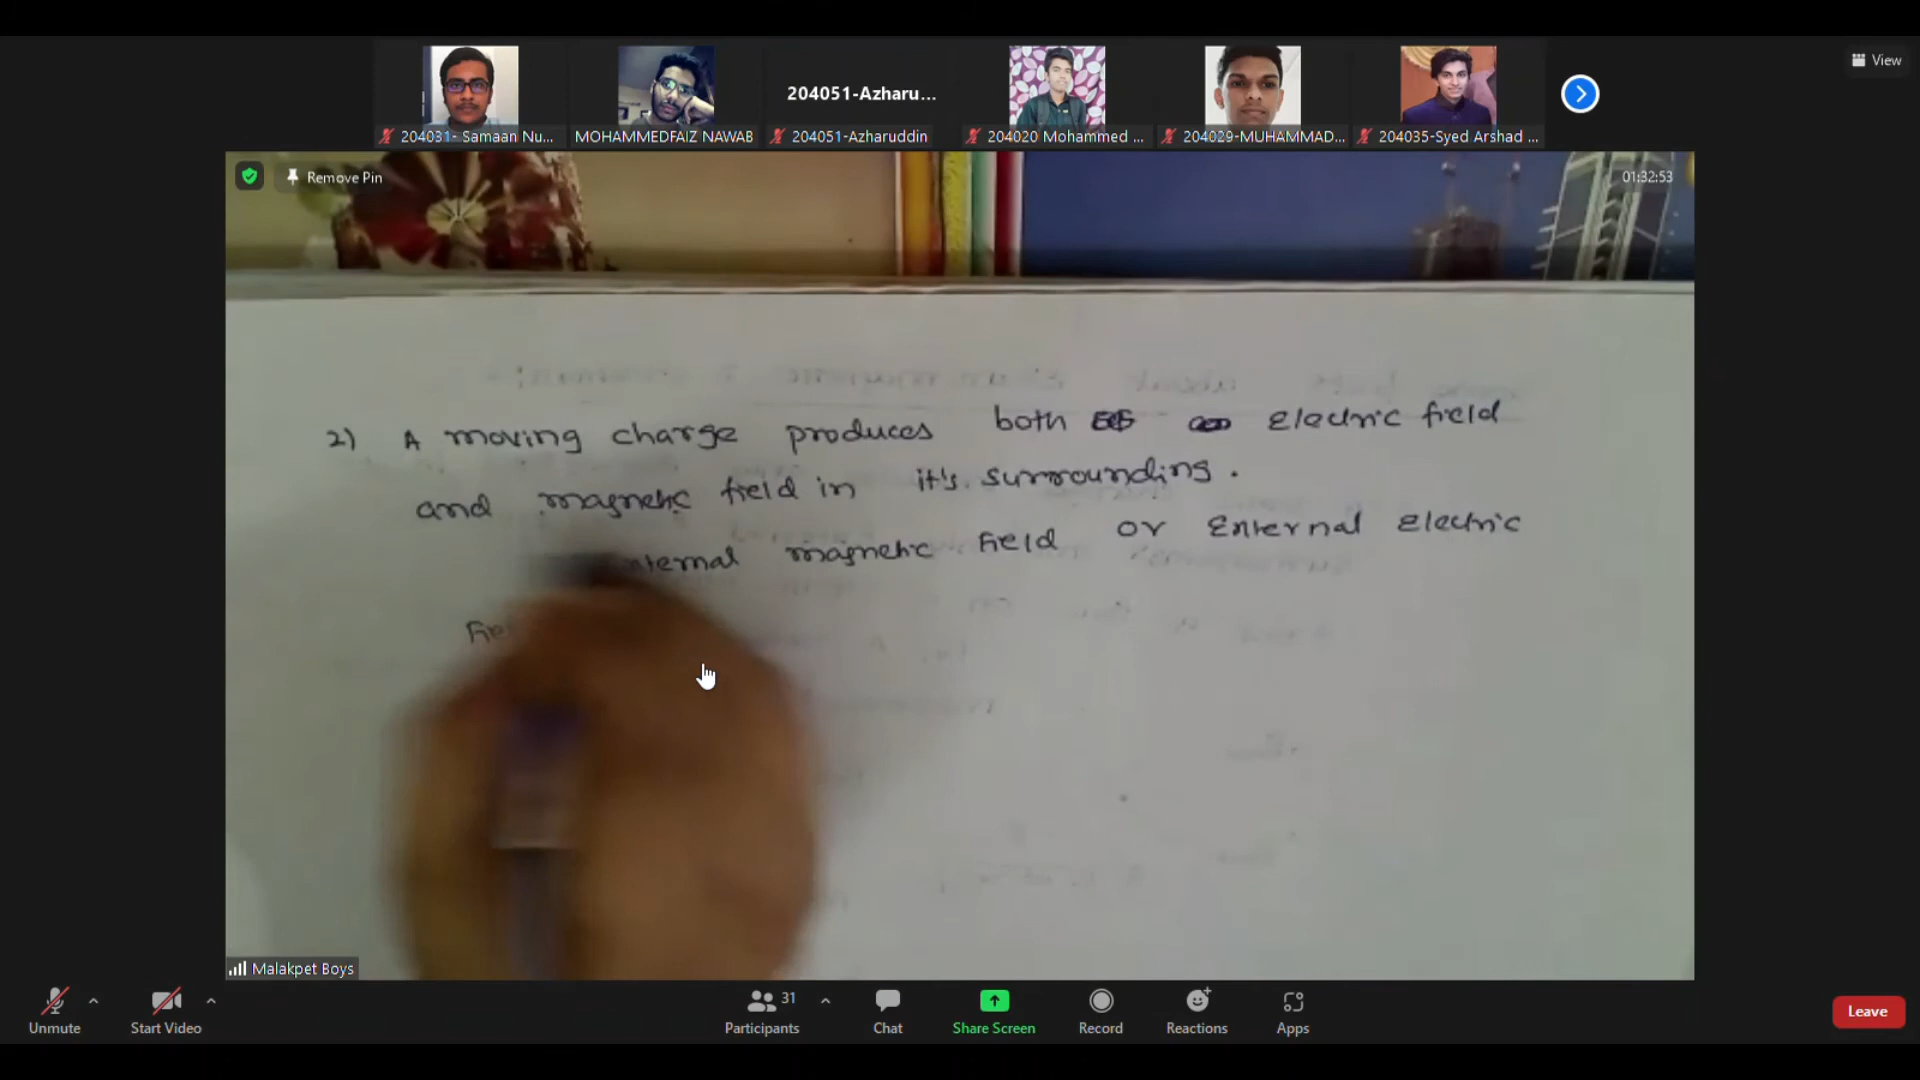 View
204051-Azharu...
204031- Samaan Nu...
MOHAMMEDFAIZ NAWAB
204051-Azharuddin
204020 Mohammed ...
204029-MUHAMMAD...
204035-Syed Arshad ...
Remove Pin
01:32:53
2) A moving charge produces both Electric field
and magnetic field in it's surrounding.
magnetic field or External Electric
Malakpet Boys
Unmute
Start Video
31
Participants
Chat
Share Screen
Record
Reactions
Apps
Leave